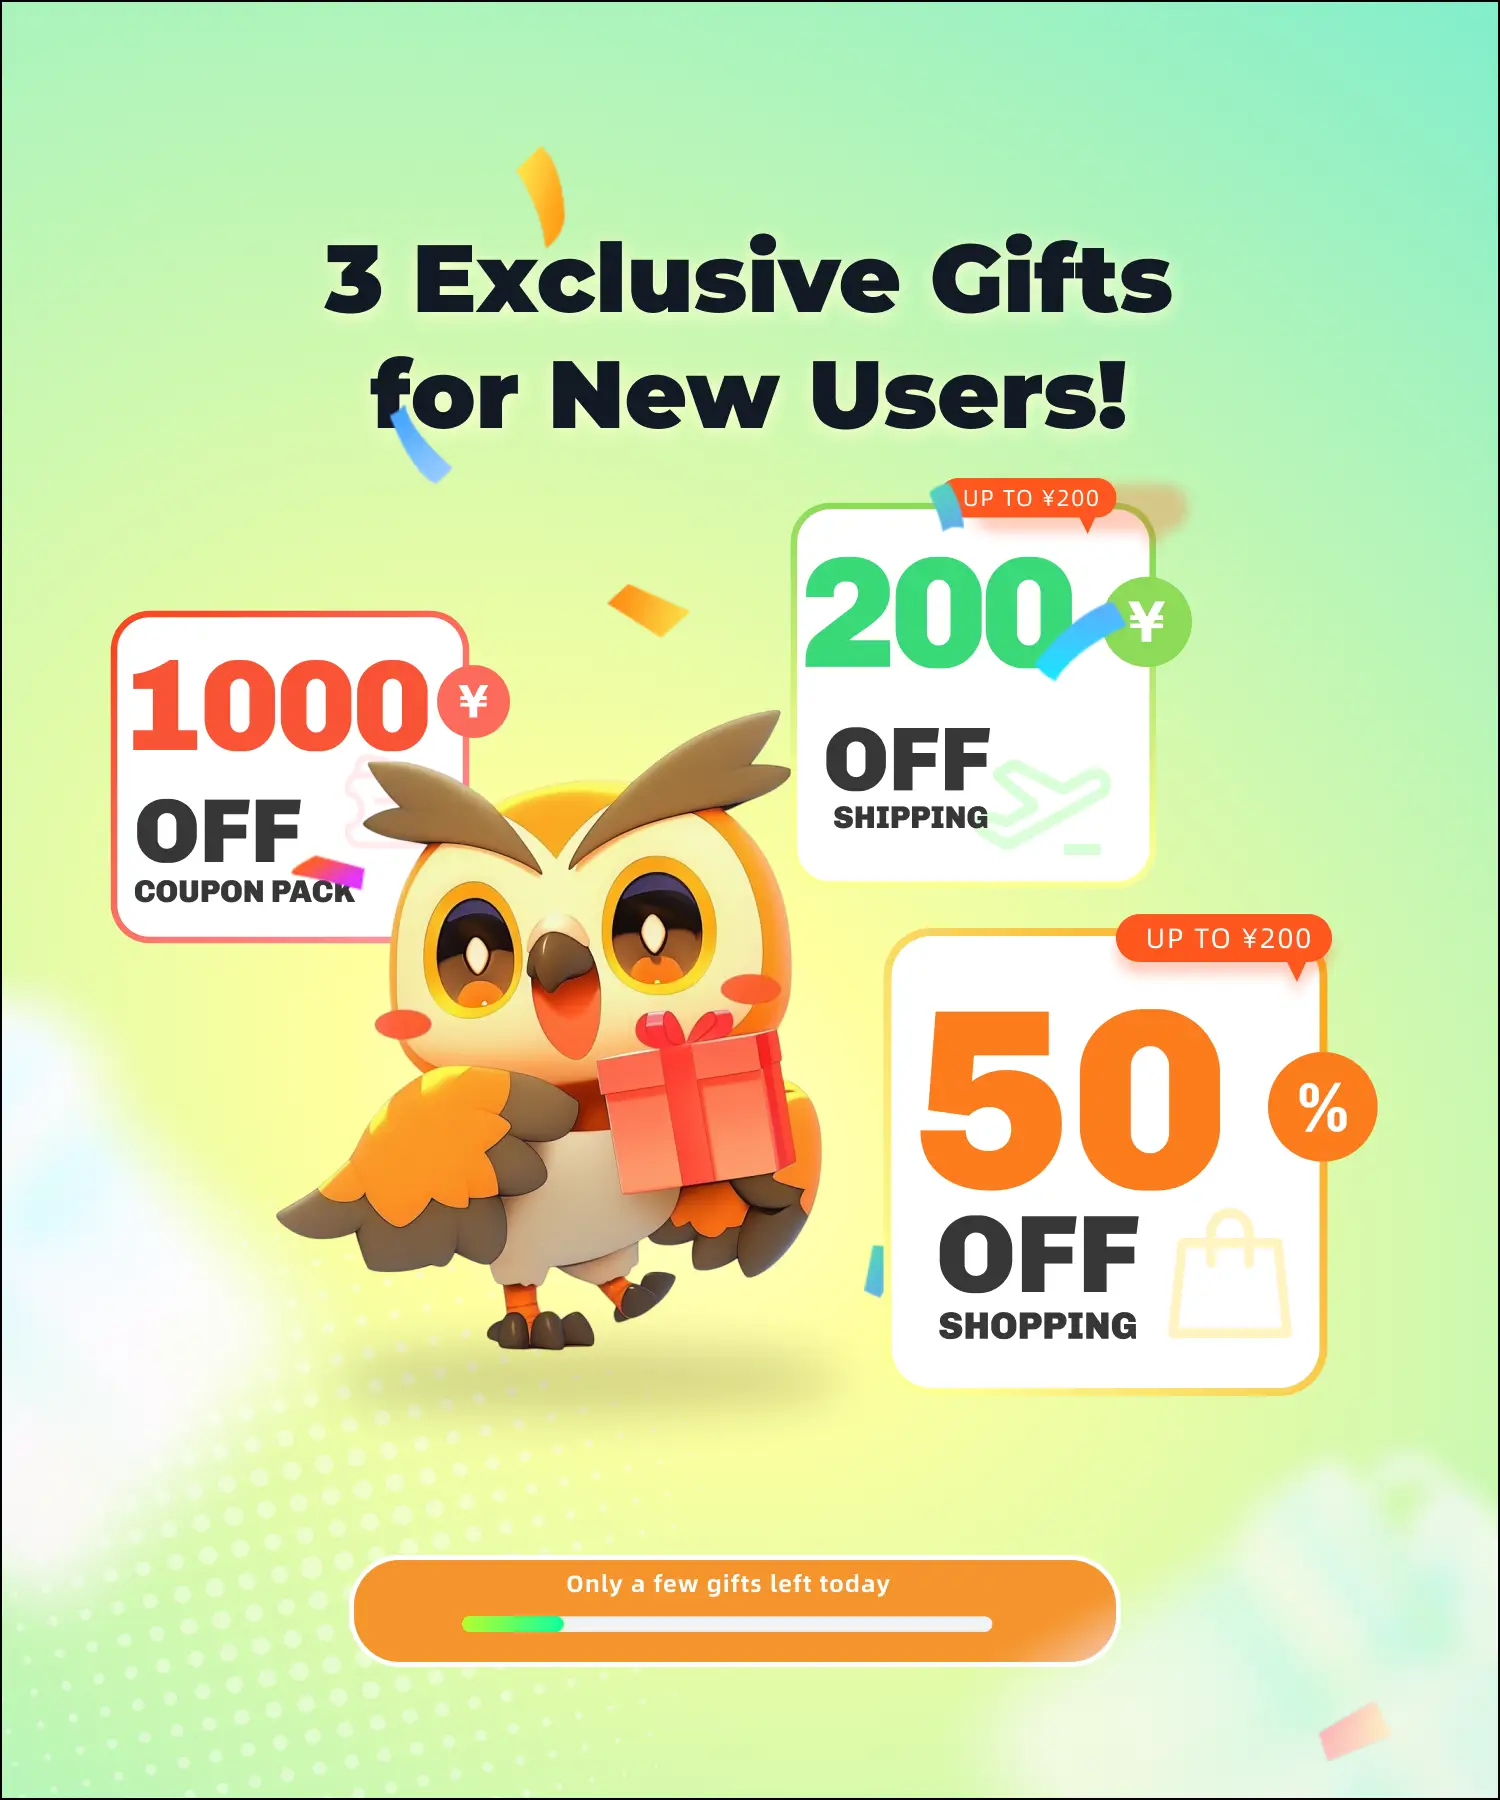 3 Exclusive Gifts
for New Users!
1000 ¥
OFF
COUPON PACK
UP TO ¥200
200 ¥
OFF
SHIPPING
UP TO ¥200
50 %
OFF
SHOPPING
Only a few gifts left today